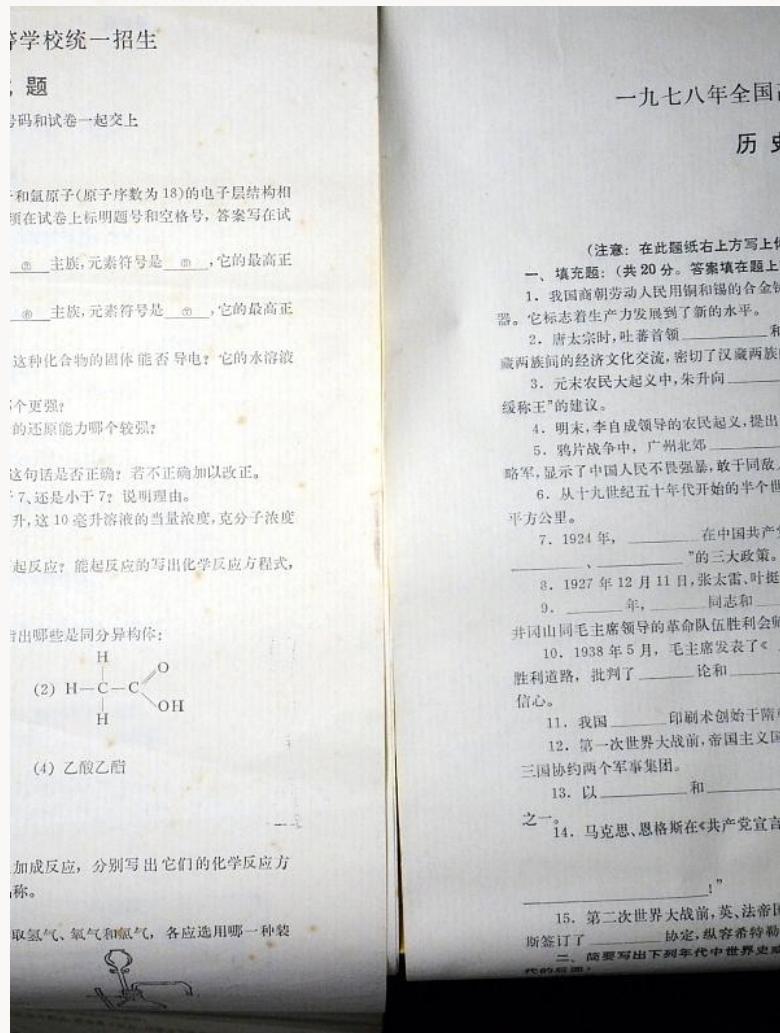 学校统一招生
题
号码和试卷一起交上
和氩原子(原子序数为18)的电子层结构相
须在试卷上标明题号和空格号,答案写在试
主族,元素符号是 ,它的最高正
⑥ 主族,元素符号是 ⑦ ,它的最高正
这种化合物的固体能否导电?它的水溶液
个更强?
的还原能力哪个较强?
这句话是否正确?若不正确加以改正。
7、还是小于7?说明理由。
升,这10毫升溶液的当量浓度,克分子浓度
起反应?能起反应的写出化学反应方程式,
指出哪些是同分异构体:
H
O
(2) H—C—C
OH
H
(4) 乙酸乙酯
加成反应,分别写出它们的化学反应方
称。
取氢气、氧气和氯气,各应选用哪一种装
一九七八年全国高
历史
(注意:在此题纸右上方写上
一、填充题:(共20分。答案填在题上
1.我国商朝劳动人民用铜和锡的合金
器。它标志着生产力发展到了新的水平。
2.唐太宗时,吐蕃首领 和
藏两族间的经济文化交流,密切了汉藏两族
3.元末农民大起义中,朱升向
缓称王”的建议。
4.明末,李自成领导的农民起义,提出
5.鸦片战争中,广州北郊
略军,显示了中国人民不畏强暴,敢于同敌
6.从十九世纪五十年代开始的半个世
平方公里。
7.1924年, 在中国共产
、 ”的三大政策。
8.1927年12月11日,张太雷、叶挺
9. 年, 同志和
井冈山同毛主席领导的革命队伍胜利会师
10.1938年5月,毛主席发表了《
胜利道路,批判了 论和
信心。
11.我国 印刷术创始于隋
12.第一次世界大战前,帝国主义国
三国协约两个军事集团。
13.以 和
之一。
14.马克思、恩格斯在《共产党宣言
!”
15.第二次世界大战前,英、法帝国
斯签订了 协定,纵容希特勒
二、简要写出下列年代中世界史
代的后面: